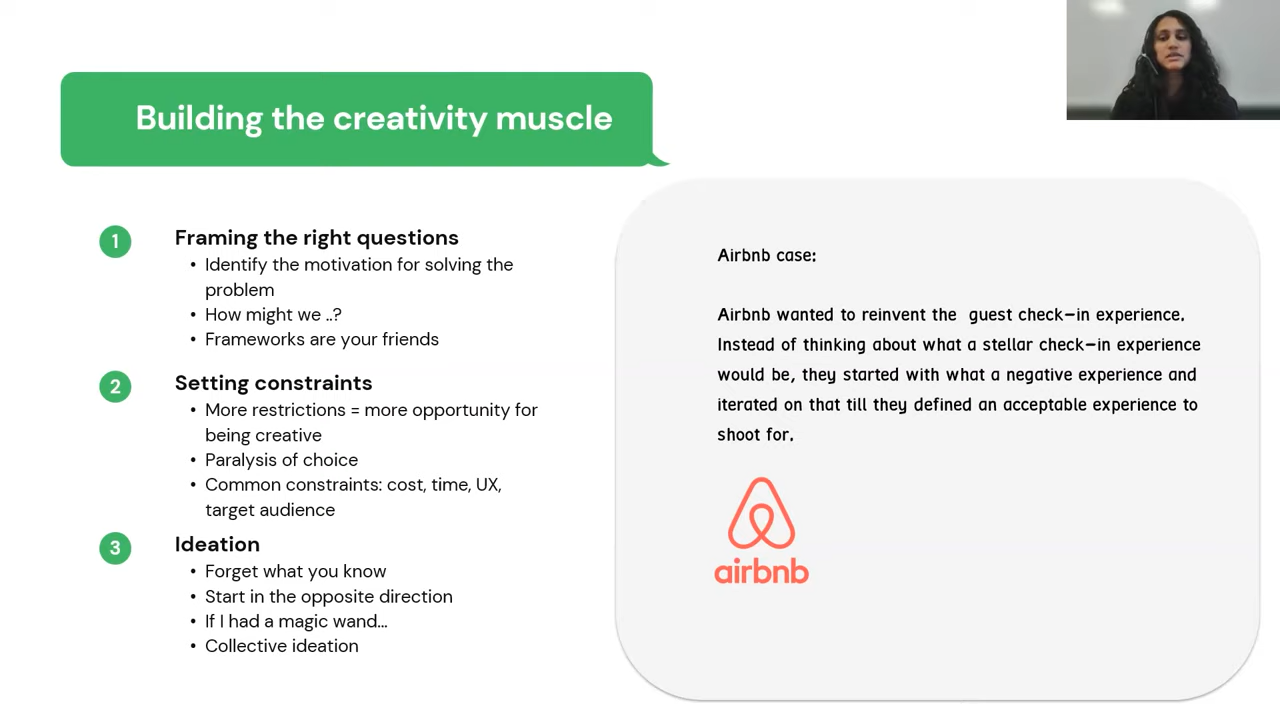 Building the creativity muscle
1 Framing the right questions
• Identify the motivation for solving the
problem
• How might we ..?
• Frameworks are your friends
2 Setting constraints
• More restrictions = more opportunity for
being creative
• Paralysis of choice
• Common constraints: cost, time, UX,
target audience
3 Ideation
• Forget what you know
• Start in the opposite direction
• If I had a magic wand...
• Collective ideation
Airbnb case:
Airbnb wanted to reinvent the  guest check-in experience.
Instead of thinking about what a stellar check-in experience
would be, they started with what a negative experience and
iterated on that till they defined an acceptable experience to
shoot for.
airbnb